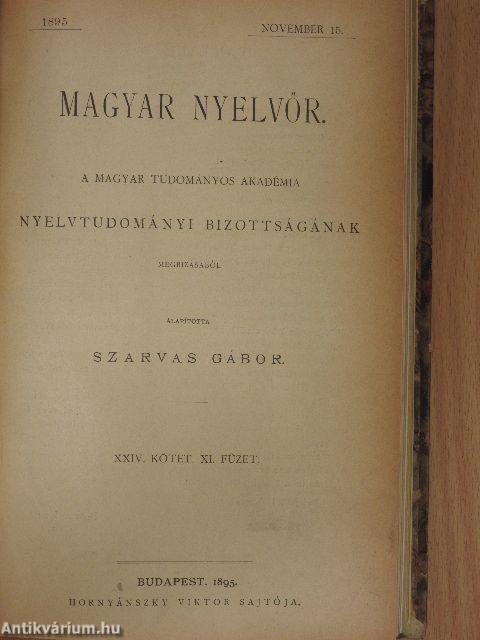 1895
NOVEMBER 15.
MAGYAR NYELVŐR.
A MAGYAR TUDOMÁNYOS AKADÉMIA
NYELVTUDOMÁNYI BIZOTTSÁGÁNAK
MEGBIZÁSÁBÓL
ALAPÍTOTTA
SZARVAS GÁBOR.
XXIV. KÖTET. XI. FÜZET.
BUDAPEST. 1895.
HORNYÁNSZKY VIKTOR SAJTÓJA.
Antikvárium.hu